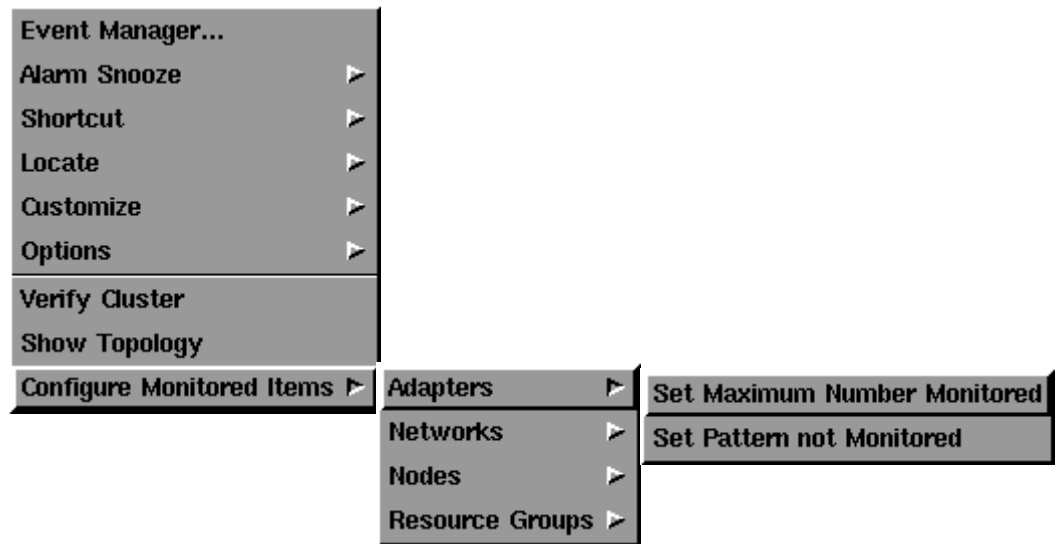 Event Manager...
Alarm Snooze
Shortcut
Locate
Customize
Options
Verify Cluster
Show Topology
Configure Monitored Items
Adapters
Networks
Nodes
Resource Groups
Set Maximum Number Monitored
Set Pattern not Monitored